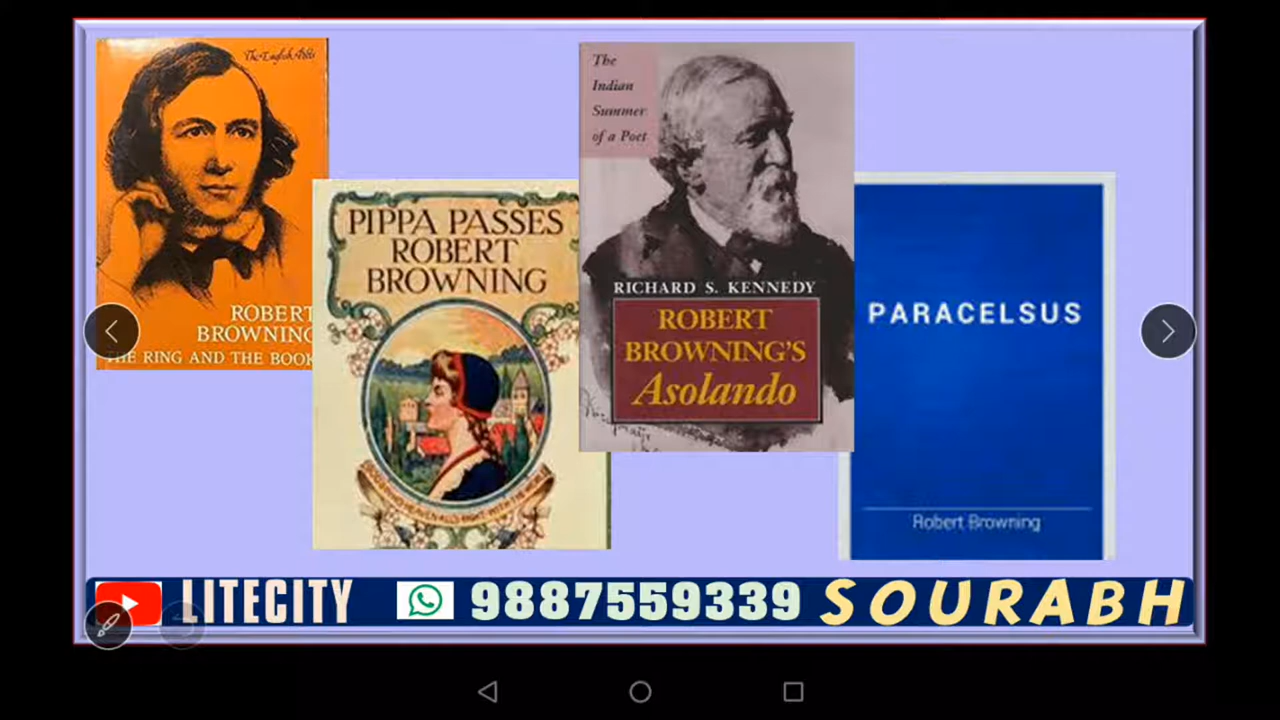 The English Arts
ROBERT
BROWNING
THE RING AND THE BOOK
PIPPA PASSES
ROBERT
BROWNING
The
Indian
Summer
of a Poet
RICHARD S. KENNEDY
ROBERT
BROWNING'S
Asolando
PARACELSUS
Robert Browning
LITECITY
9887559339
SOURABH